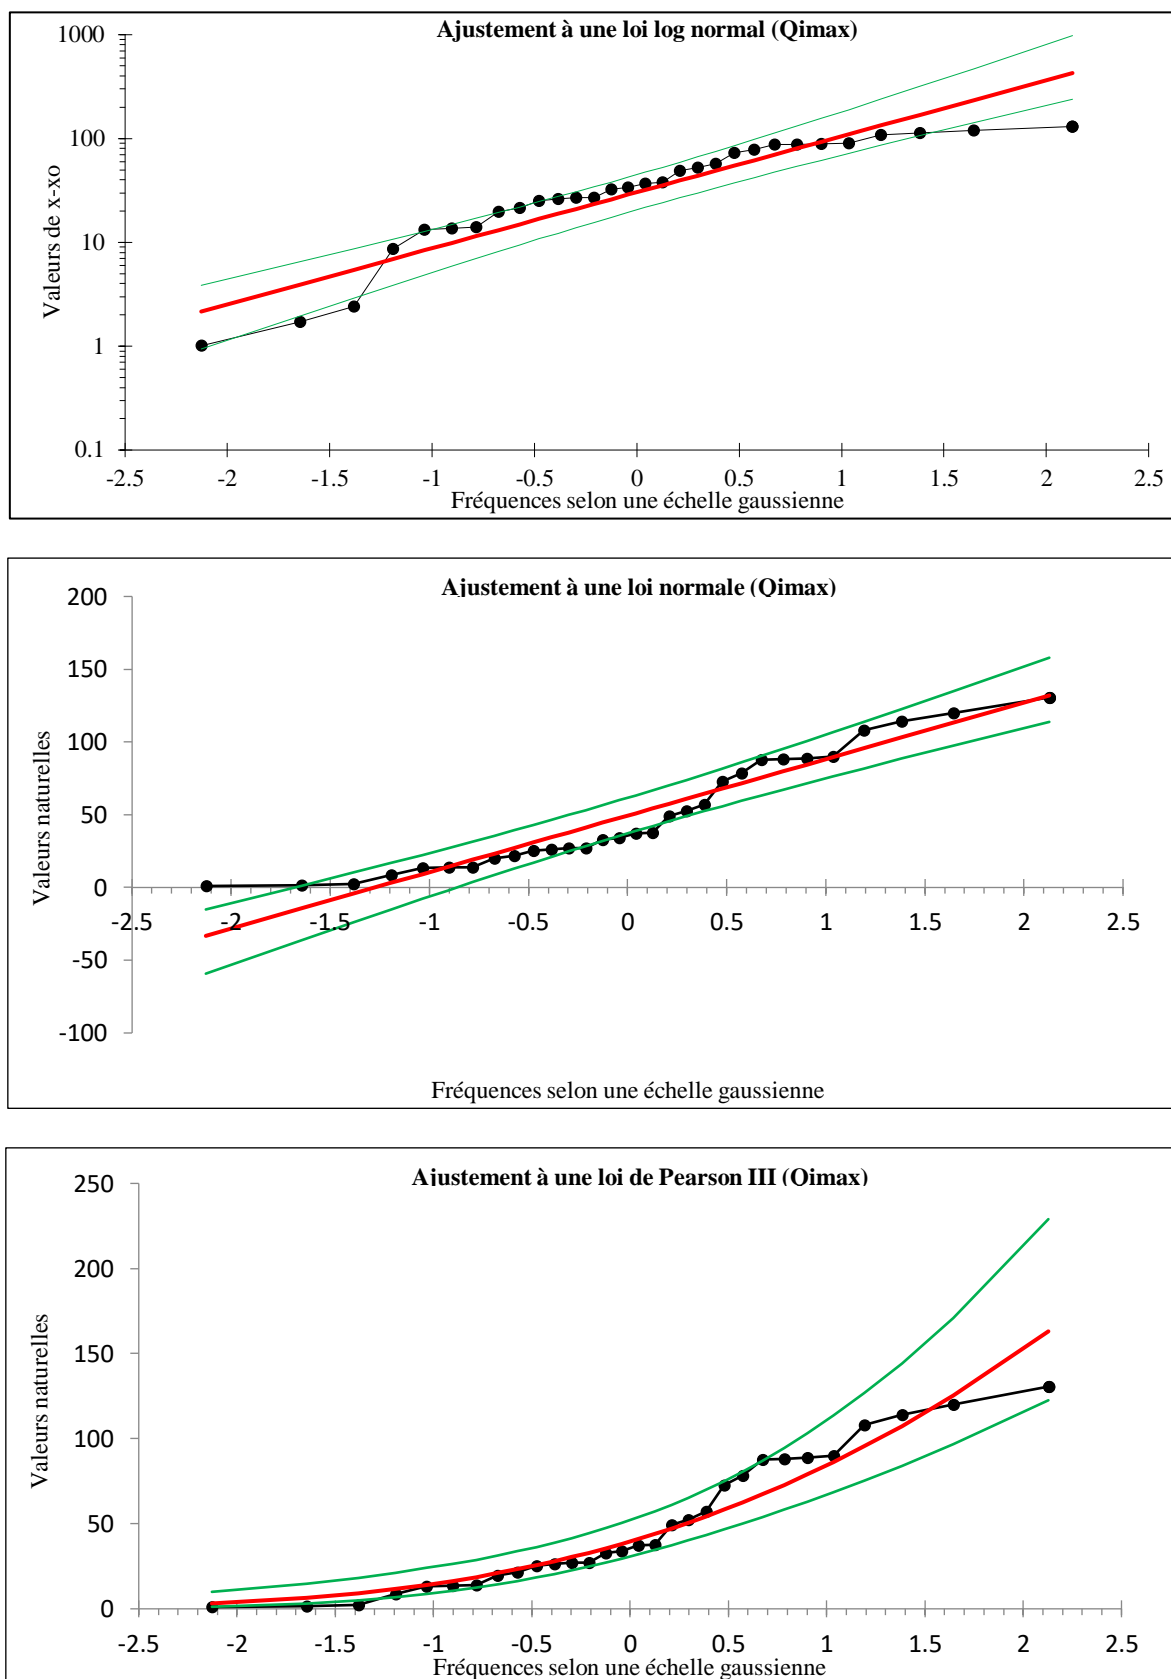 Ajustement à une loi log normal (Qimax)
1000
100
10
1
0.1
Valeurs de x-xo
-2.5 -2 -1.5 -1 -0.5 0 0.5 1 1.5 2 2.5
Fréquences selon une échelle gaussienne
Ajustement à une loi normale (Qimax)
200
150
100
50
0
-50
-100
Valeurs naturelles
-2.5 -2 -1.5 -1 -0.5 0 0.5 1 1.5 2 2.5
Fréquences selon une échelle gaussienne
Ajustement à une loi de Pearson III (Qimax)
250
200
150
100
50
0
Valeurs naturelles
-2.5 -2 -1.5 -1 -0.5 0 0.5 1 1.5 2 2.5
Fréquences selon une échelle gaussienne